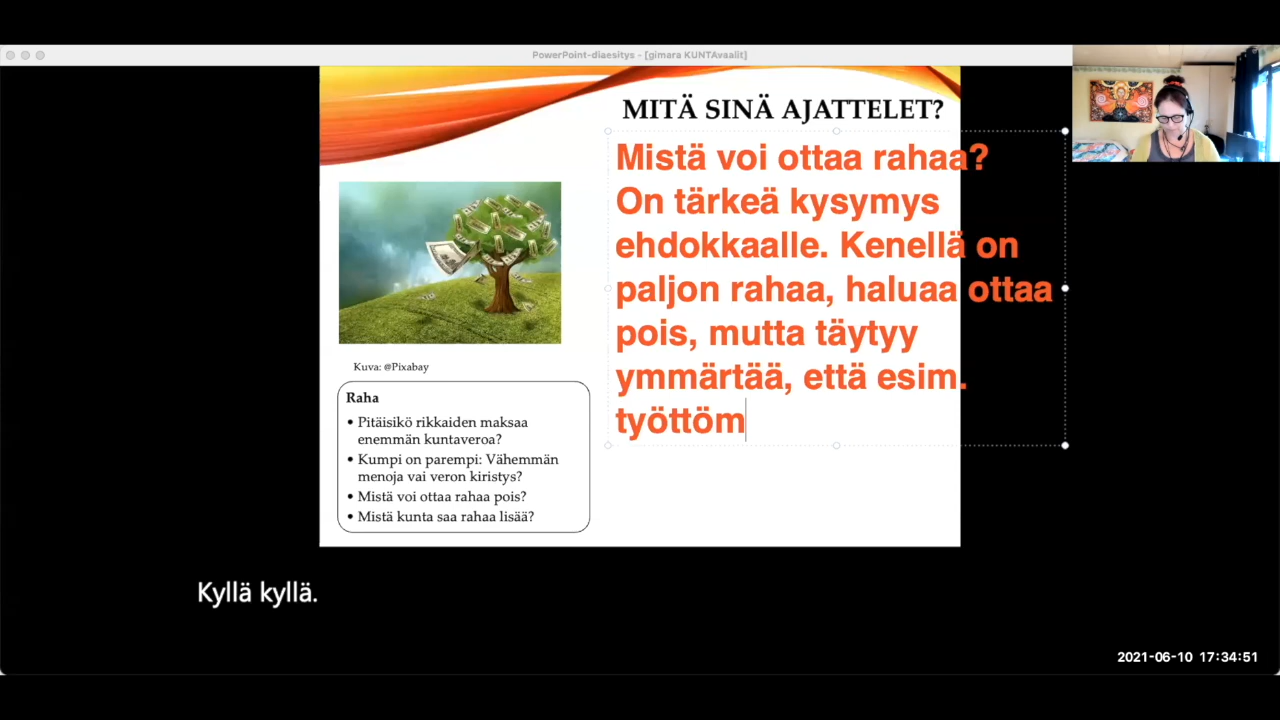 PowerPoint-diaesitys - [gimara KUNTAvaalit]
MITÄ SINÄ AJATTELET?
Mistä voi ottaa rahaa?
On tärkeä kysymys
ehdokkaalle. Kenellä on
paljon rahaa, haluaa ottaa
pois, mutta täytyy
ymmärtää, että esim.
työttöm
Kuva: @Pixabay
Raha
• Pitäisikö rikkaiden maksaa
enemmän kuntaveroa?
• Kumpi on parempi: Vähemmän
menoja vai veron kiristys?
• Mistä voi ottaa rahaa pois?
• Mistä kunta saa rahaa lisää?
Kyllä kyllä.
2021-06-10 17:34:51